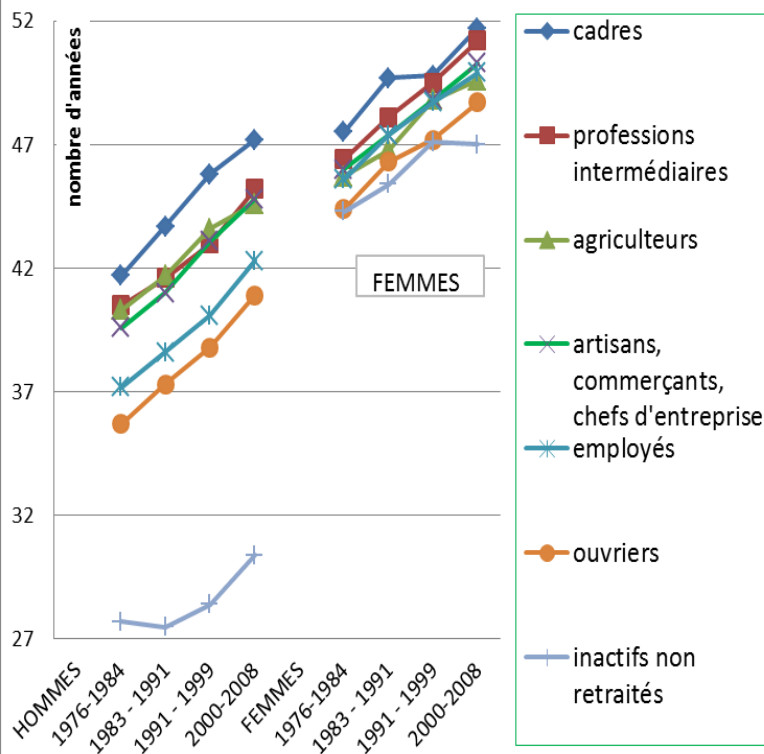 52
47
42
37
32
27
nombre d'années
FEMMES
HOMMES
1976-1984
1983 - 1991
1991 - 1999
2000-2008
FEMMES
1976-1984
1983 - 1991
1991 - 1999
2000-2008
cadres
professions
intermédiaires
agriculteurs
artisans,
commerçants,
chefs d'entreprise
employés
ouvriers
inactifs non
retraités